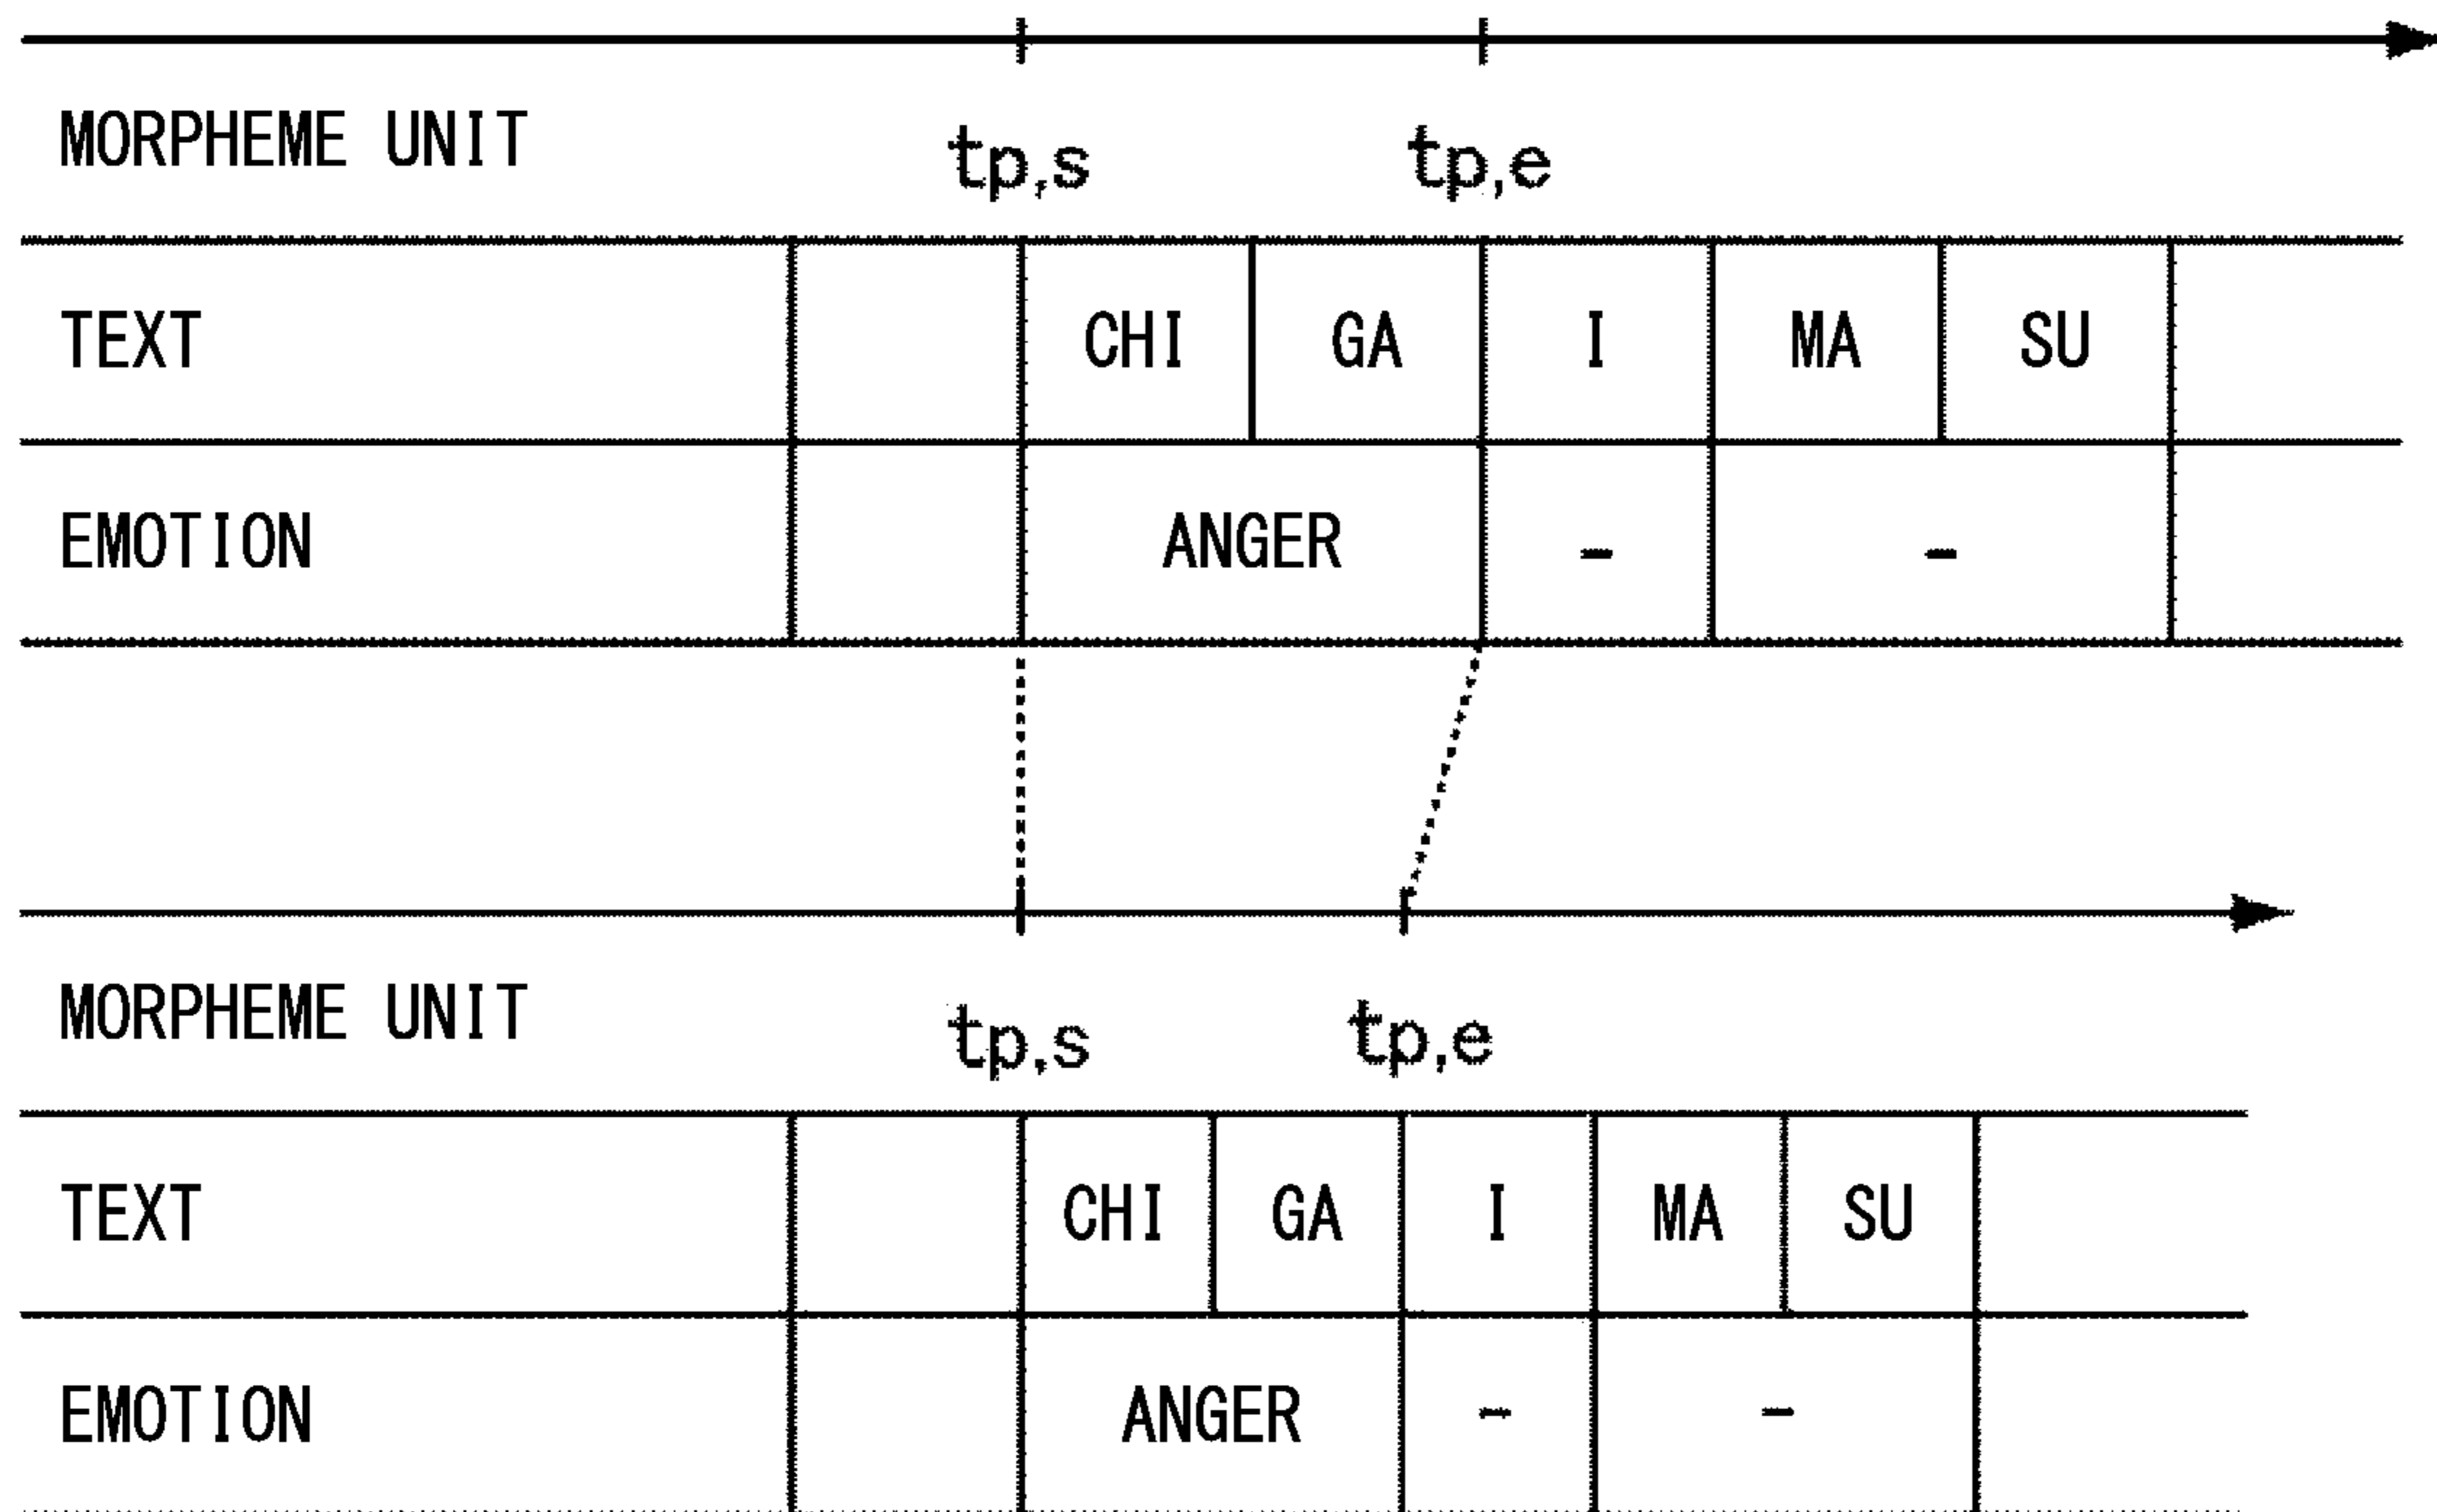 MORPHEME UNIT tp,s tp,e
TEXT CHI GA I MA SU
EMOTION ANGER - -
MORPHEME UNIT tp,s tp,e
TEXT CHI GA I MA SU
EMOTION ANGER - -